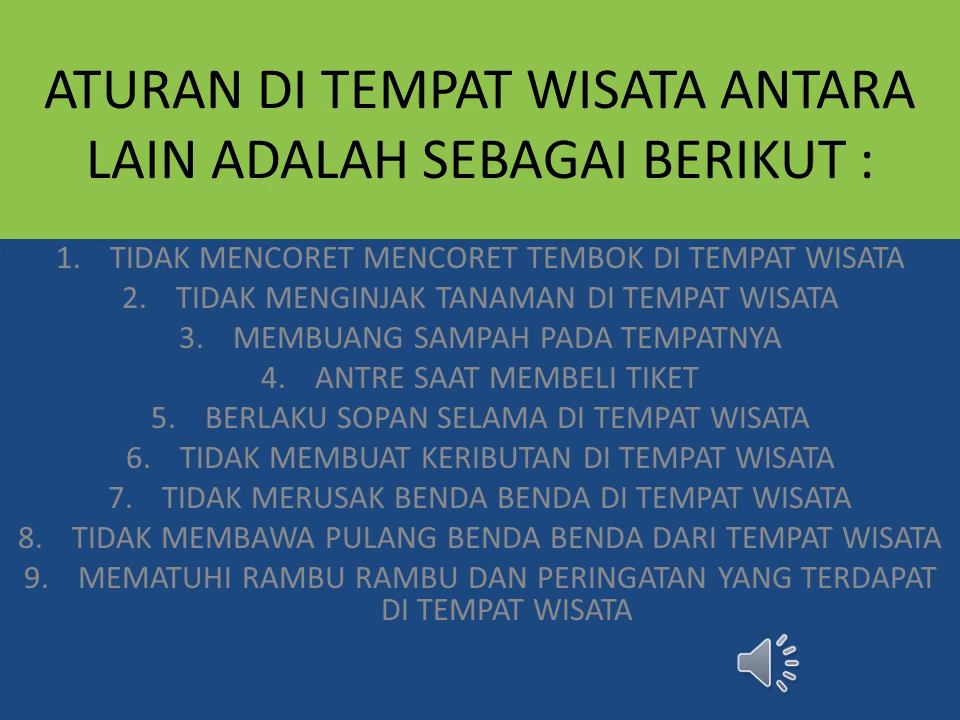 ATURAN DI TEMPAT WISATA ANTARA
LAIN ADALAH SEBAGAI BERIKUT :
1. TIDAK MENCORET MENCORET TEMBOK DI TEMPAT WISATA
2. TIDAK MENGINJAK TANAMAN DI TEMPAT WISATA
3. MEMBUANG SAMPAH PADA TEMPATNYA
4. ANTRE SAAT MEMBELI TIKET
5. BERLAKU SOPAN SELAMA DI TEMPAT WISATA
6. TIDAK MEMBUAT KERIBUTAN DI TEMPAT WISATA
7. TIDAK MERUSAK BENDA BENDA DI TEMPAT WISATA
8. TIDAK MEMBAWA PULANG BENDA BENDA DARI TEMPAT WISATA
9. MEMATUHI RAMBU RAMBU DAN PERINGATAN YANG TERDAPAT
DI TEMPAT WISATA